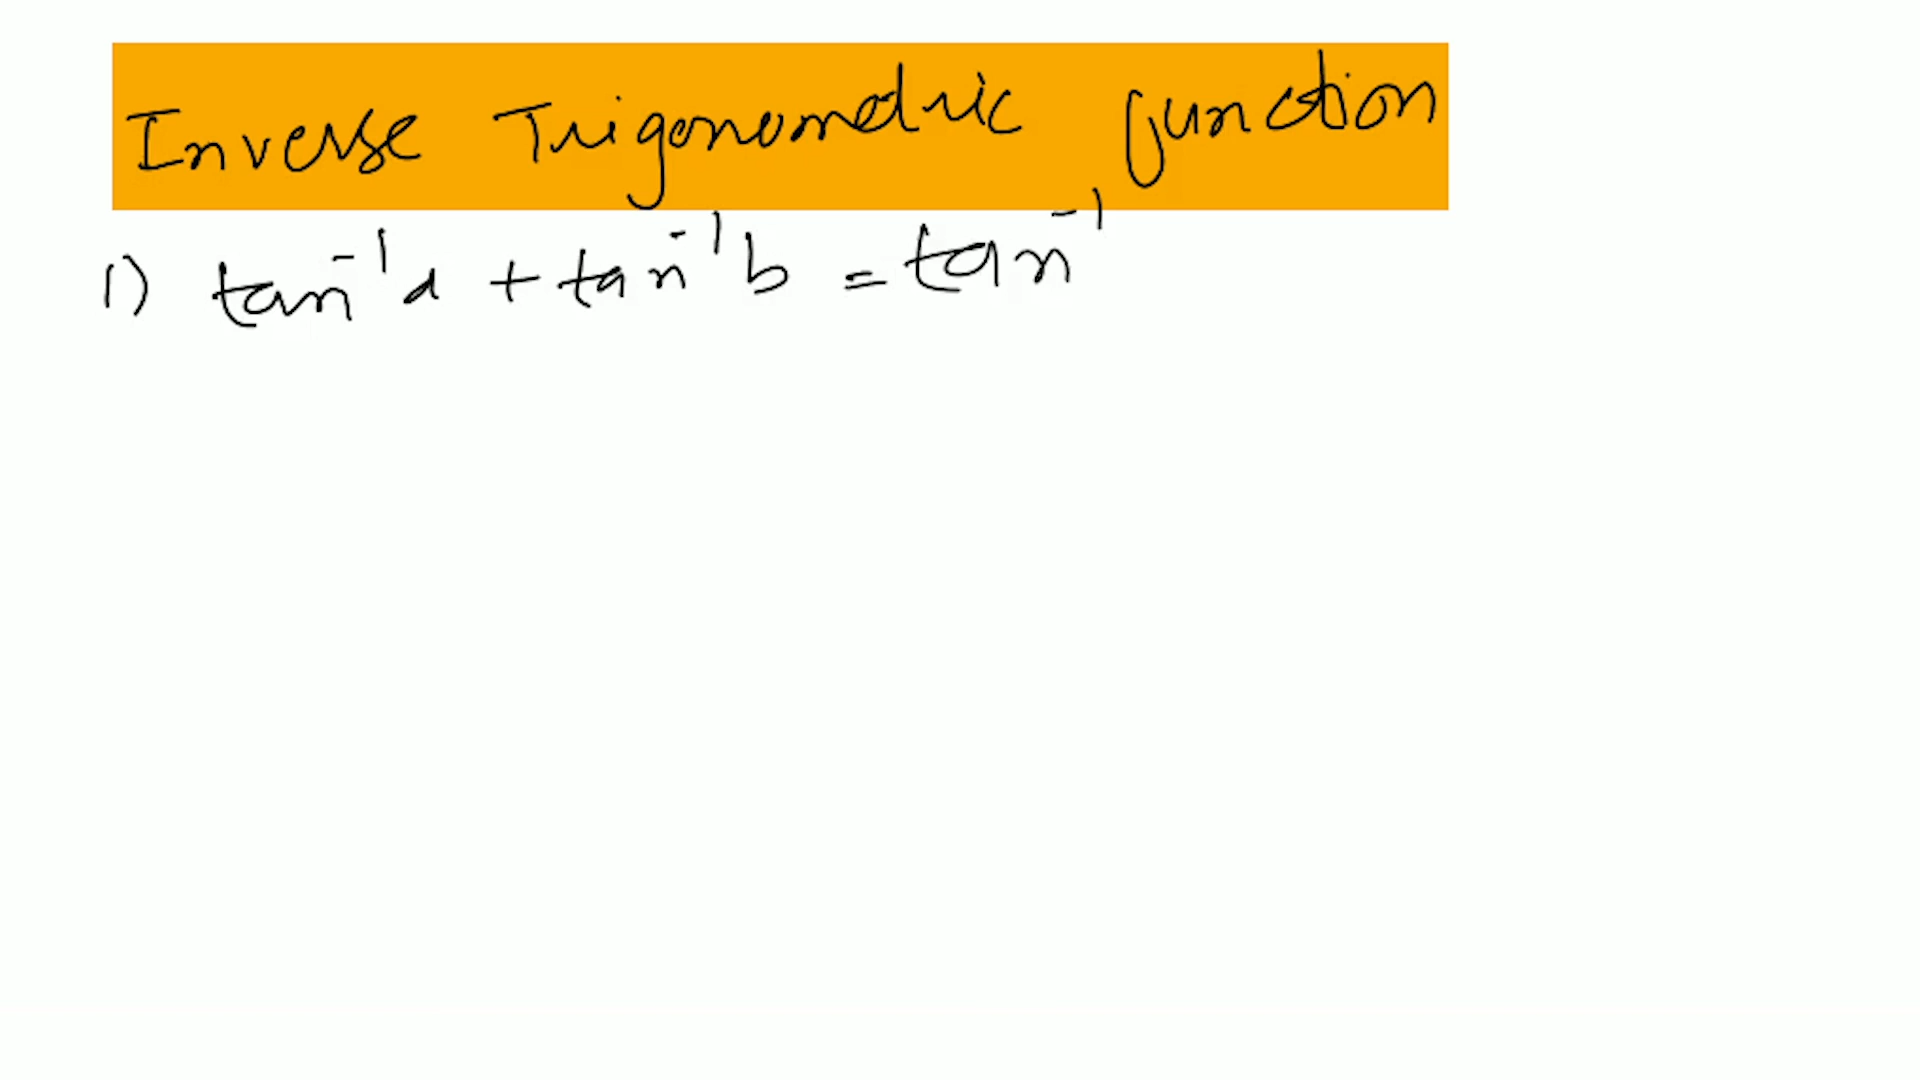 Inverse Trigonometric function
1) tan⁻¹a + tan⁻¹b = tan⁻¹